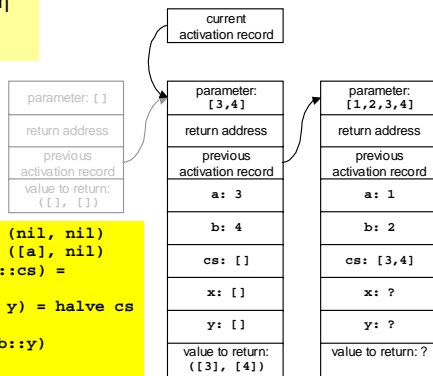 current
activation record
parameter: []
return address
previous
activation record
value to return:
([], [])
parameter:
[3,4]
return address
previous
activation record
a: 3
b: 4
cs: []
x: []
y: []
value to return:
([3], [4])
parameter:
[1,2,3,4]
return address
previous
activation record
a: 1
b: 2
cs: [3,4]
x: ?
y: ?
value to return: ?
(nil, nil)
([a], nil)
::cs) =
y) = halve cs
b::y)